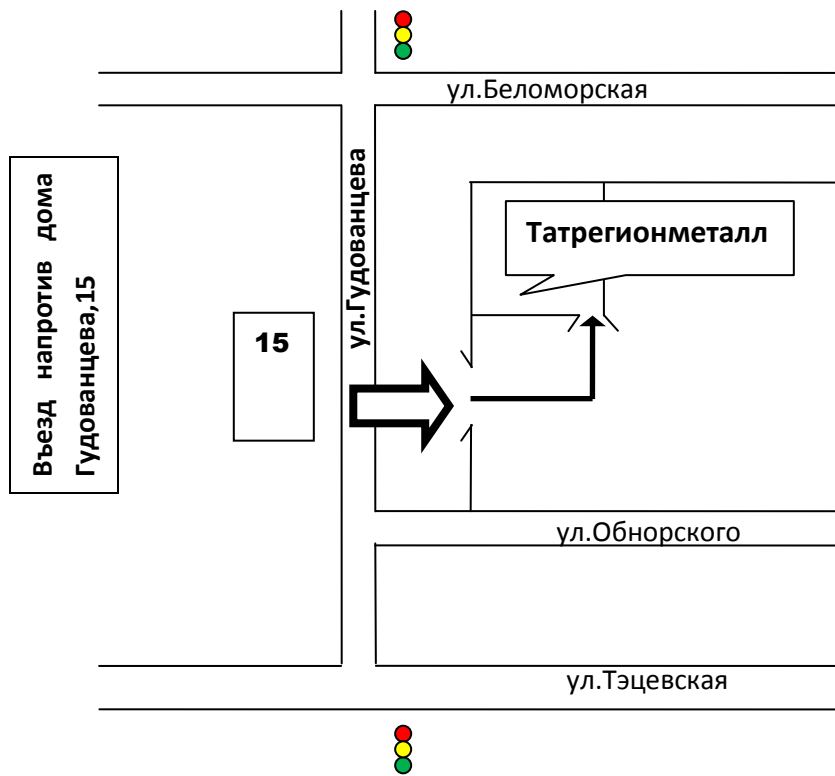 ул.Беломорская
Въезд напротив дома
Гудованцева,15
ул.Гудованцева
Татрегионметалл
15
ул.Обнорского
ул.Тэцевская